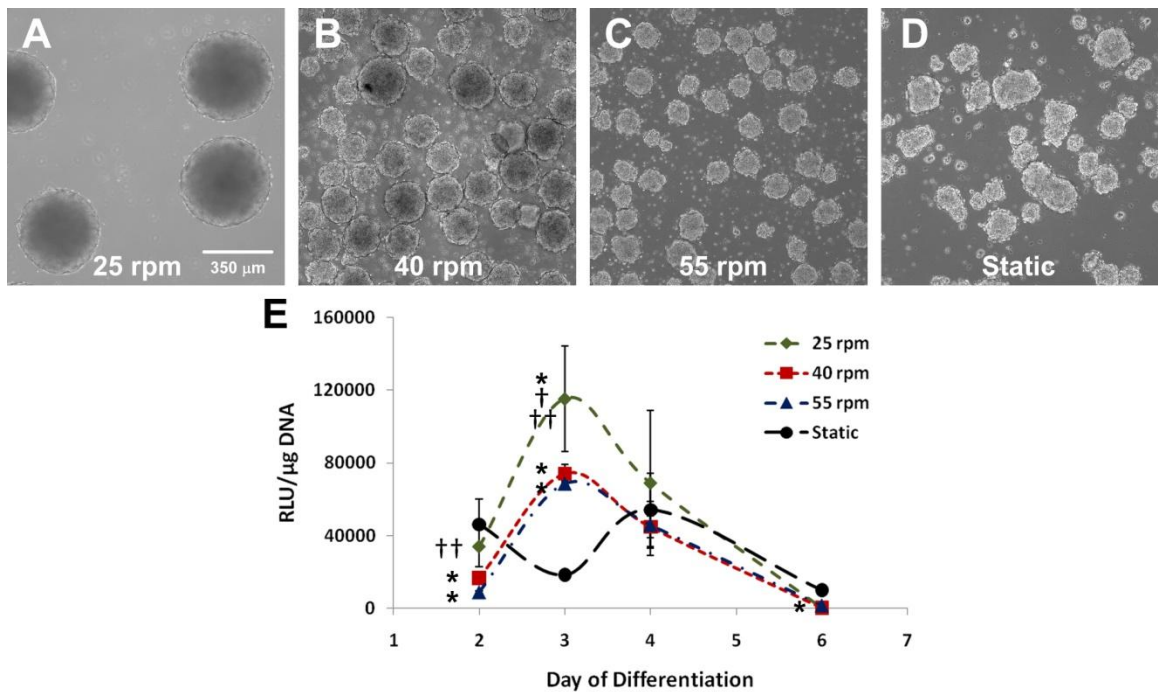 A
25 rpm
350 µm
B
40 rpm
C
55 rpm
D
Static
E
160000
120000
80000
40000
0
RLU/µg DNA
1 2 3 4 5 6 7
Day of Differentiation
25 rpm
40 rpm
55 rpm
Static
*
†
††
*
*
††
*
*
*